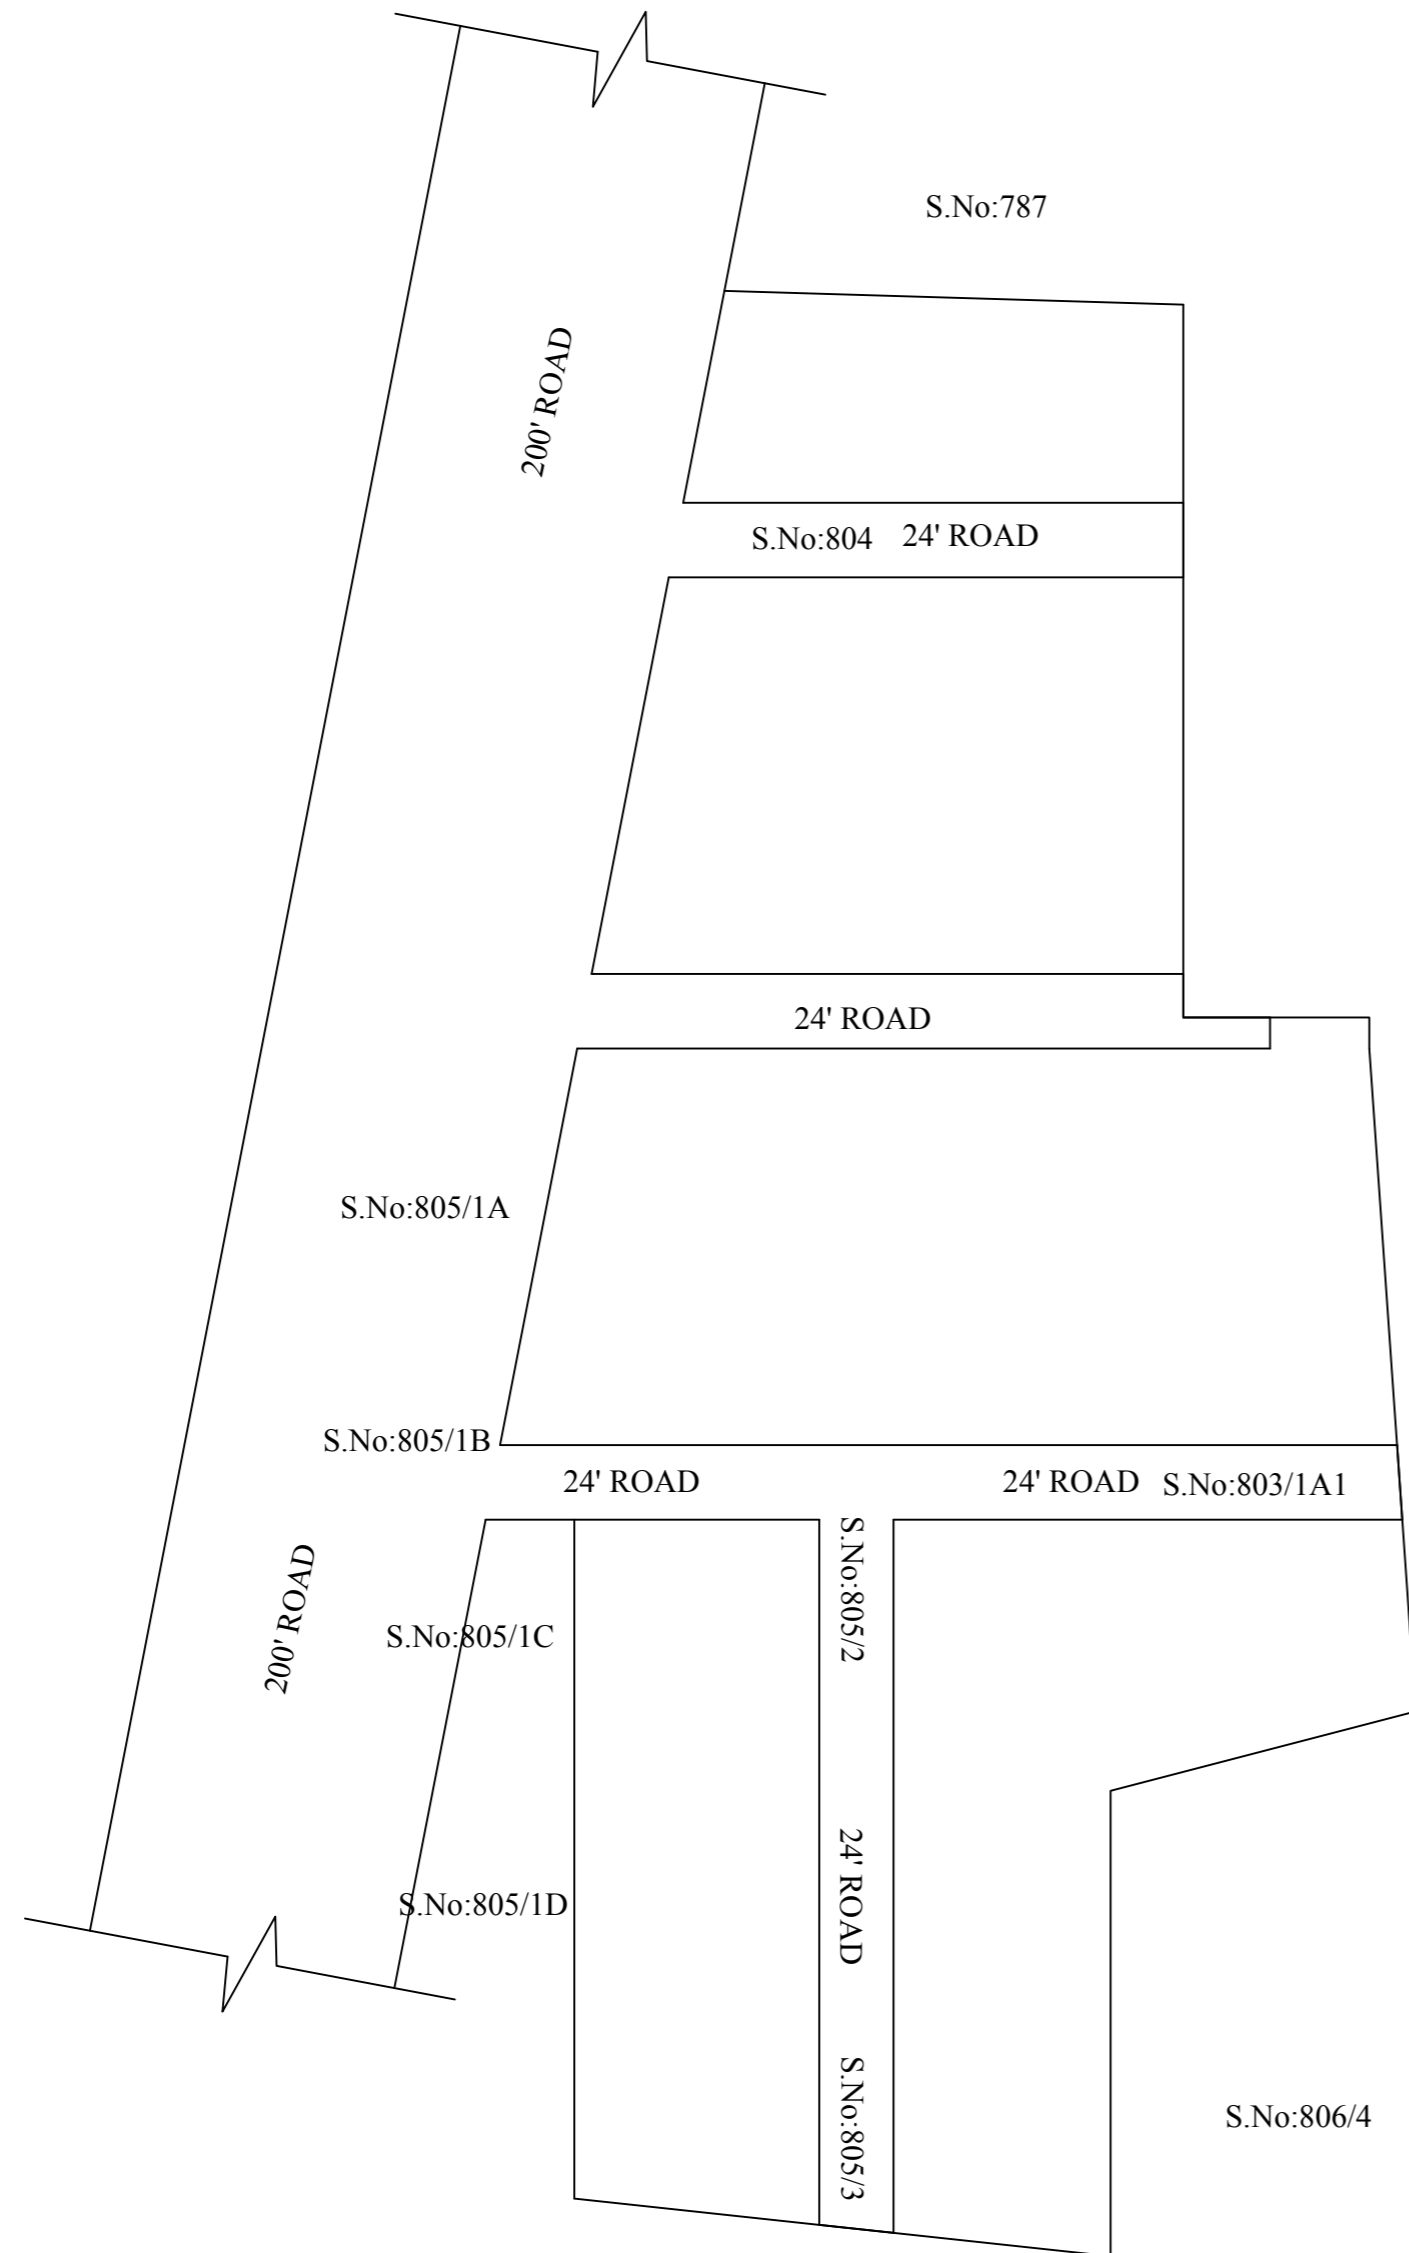 S.No:787
200' ROAD
S.No:804 24' ROAD
24' ROAD
S.No:805/1A
S.No:805/1B
24' ROAD
24' ROAD S.No:803/1A1
S.No:805/2
200' ROAD
S.No:805/1C
24' ROAD
S.No:805/1D
S.No:805/3
S.No:806/4